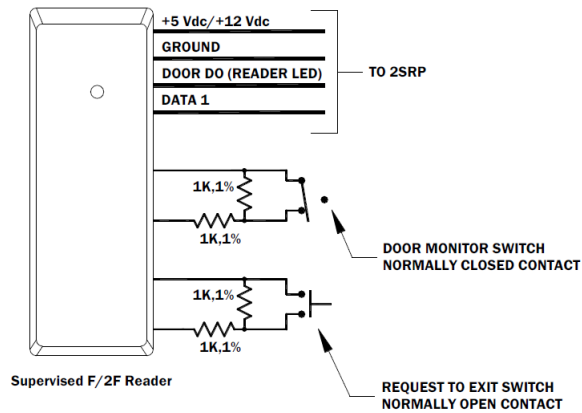 +5 Vdc/+12 Vdc
GROUND
DOOR DO (READER LED)
TO 2SRP
DATA 1
1K,1%
1K,1%
DOOR MONITOR SWITCH
NORMALLY CLOSED CONTACT
1K,1%
1K,1%
Supervised F/2F Reader
REQUEST TO EXIT SWITCH
NORMALLY OPEN CONTACT